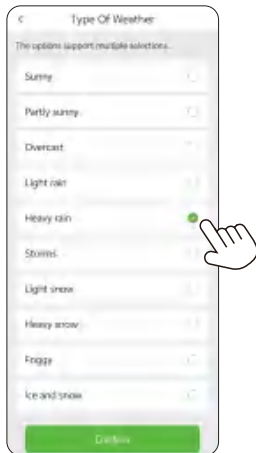 Type Of Weather
The options support multiple selections.
Sunny
Partly sunny
Overcast
Light rain
Heavy rain
Storms
Light snow
Heavy snow
Foggy
Ice and snow
Confirm